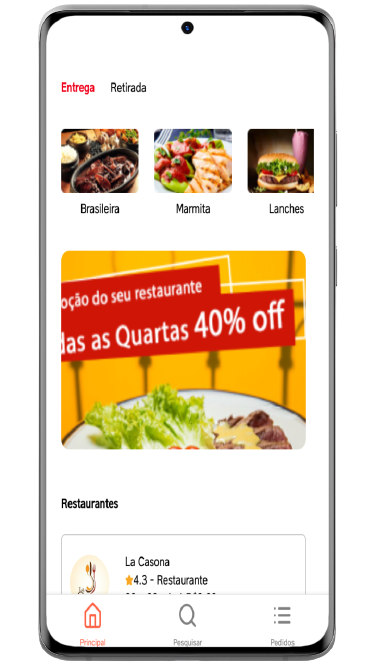 Entrega Retirada
Brasileira Marmita Lanches
oção do seu restaurante
das as Quartas 40% off
Restaurantes
La Casona
4.3 - Restaurante
Principal Pesquisar Pedidos